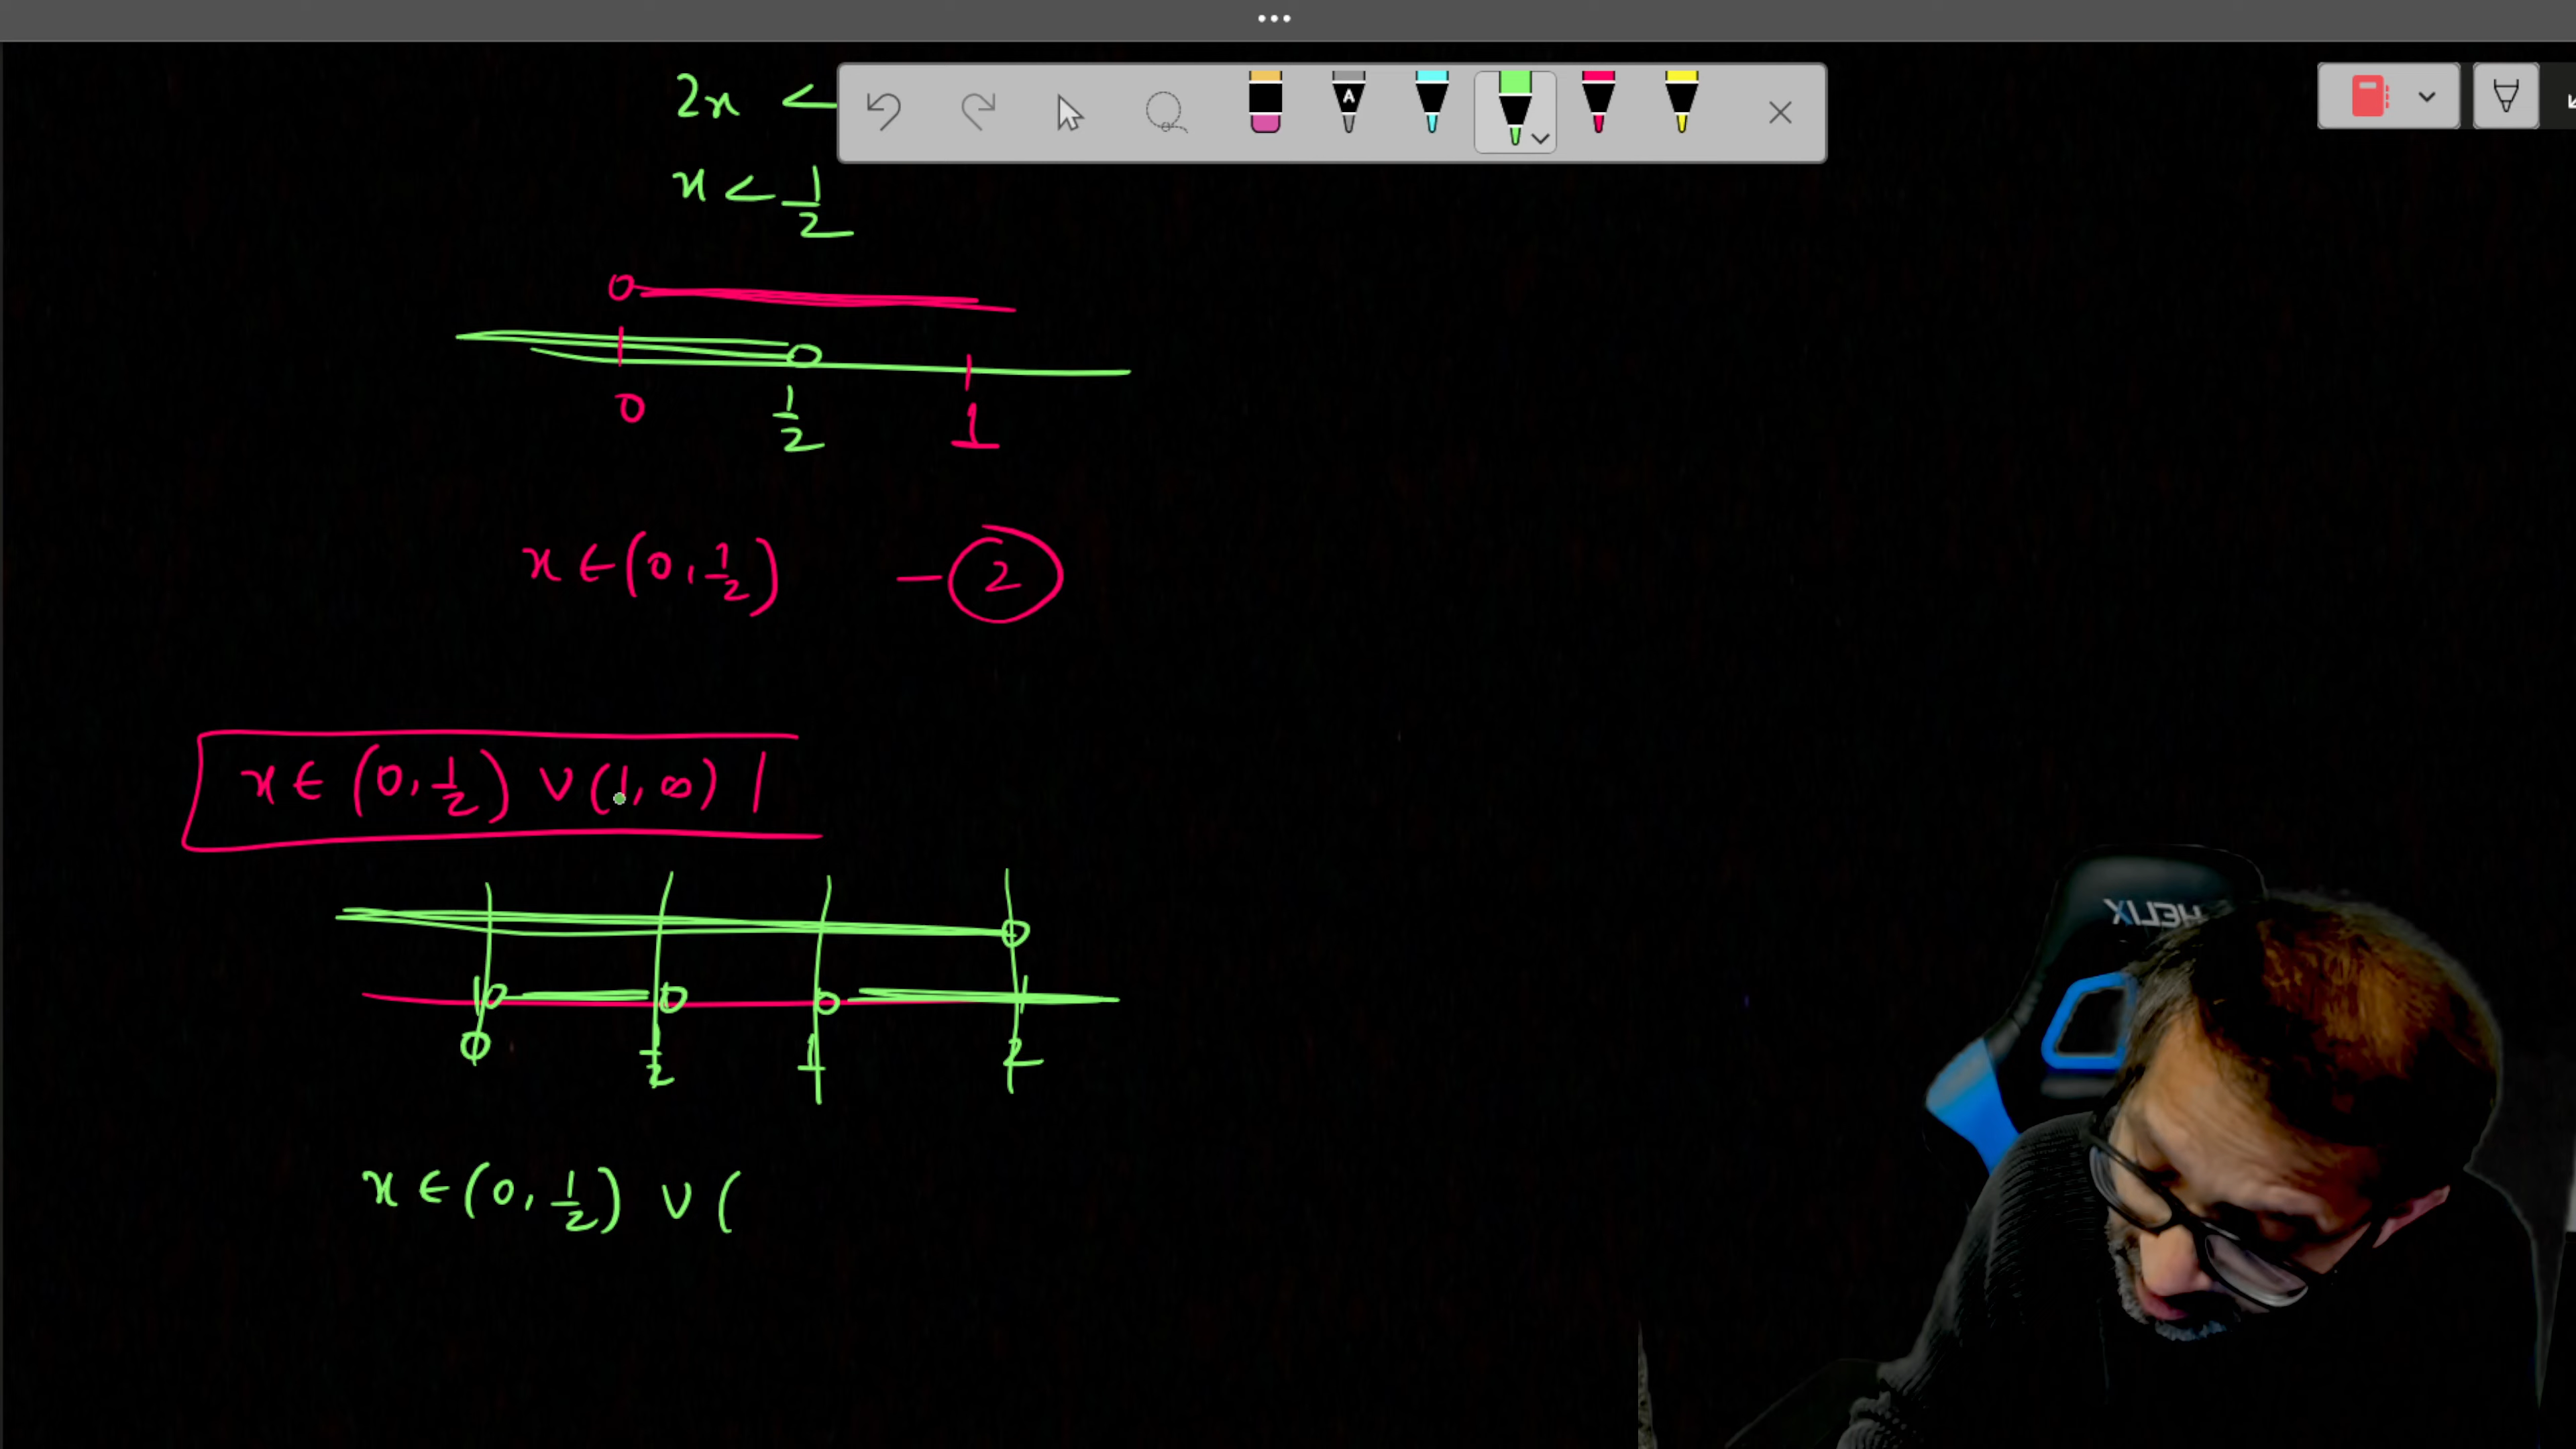 2x <
x < 1/2
0 1/2 1
x ∈ (0, 1/2) — 2
x ∈ (0, 1/2) ∪ (1, ∞) |
0 1/2 1 2
x ∈ (0, 1/2) ∪ (
A
HELIX